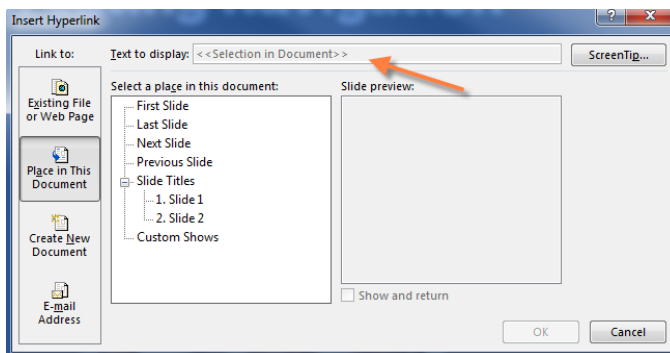 Insert Hyperlink
Link to:
Text to display: <<Selection in Document>>
ScreenTip...
Existing File
or Web Page
Place in This
Document
Create New
Document
E-mail
Address
Select a place in this document:
First Slide
Last Slide
Next Slide
Previous Slide
Slide Titles
1. Slide 1
2. Slide 2
Custom Shows
Slide preview:
Show and return
OK
Cancel